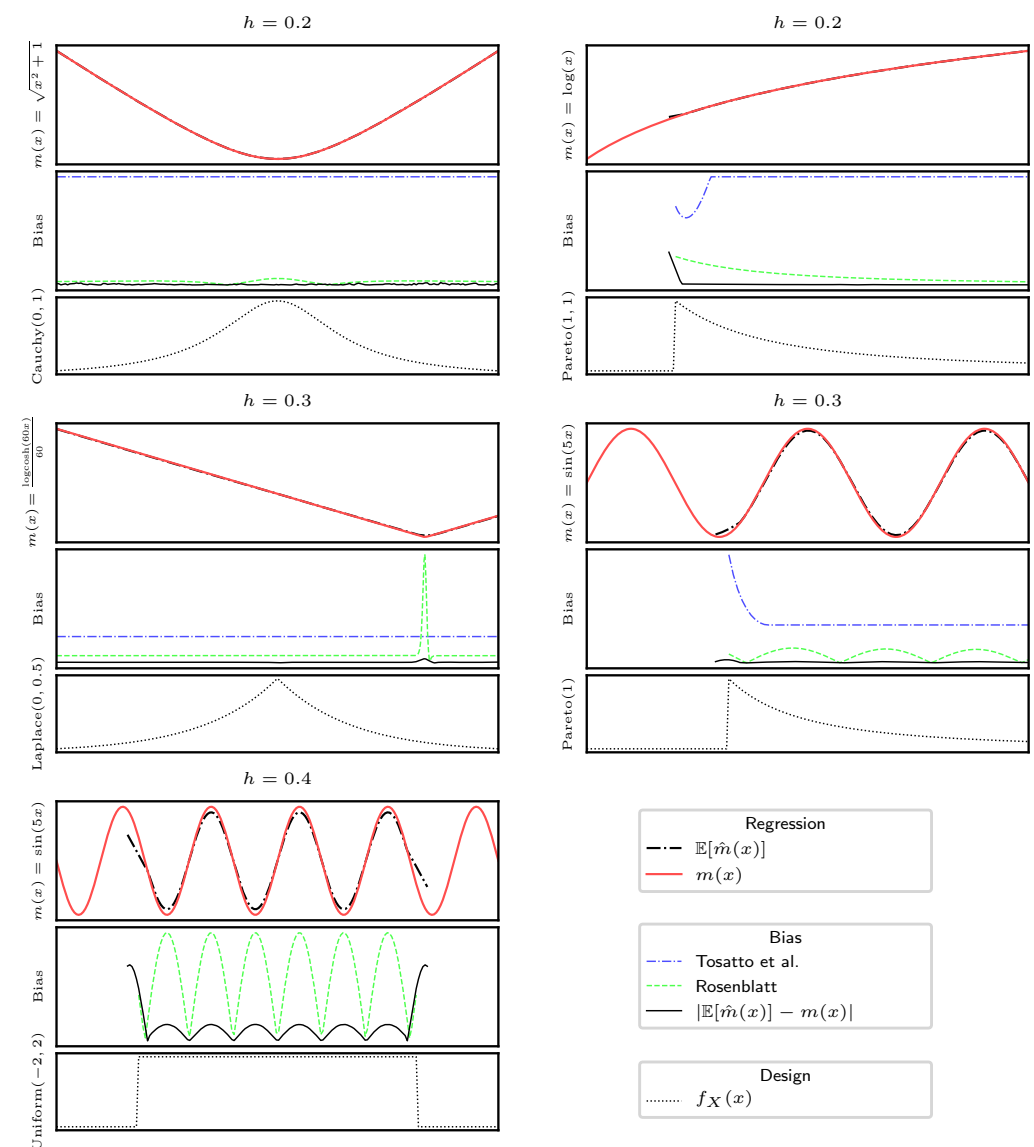 h = 0.2
m(x) = √x² + 1
Bias
Cauchy(0, 1)
h = 0.2
m(x) = log(x)
Bias
Pareto(1, 1)
h = 0.3
m(x) = logcosh(60x)/60
Bias
Laplace(0, 0.5)
h = 0.3
m(x) = sin(5x)
Bias
Pareto(1)
h = 0.4
m(x) = sin(5x)
Bias
Uniform(−2, 2)
Regression
𝔼[m̂(x)]
m(x)
Bias
Tosatto et al.
Rosenblatt
|𝔼[m̂(x)] − m(x)|
Design
f_X(x)